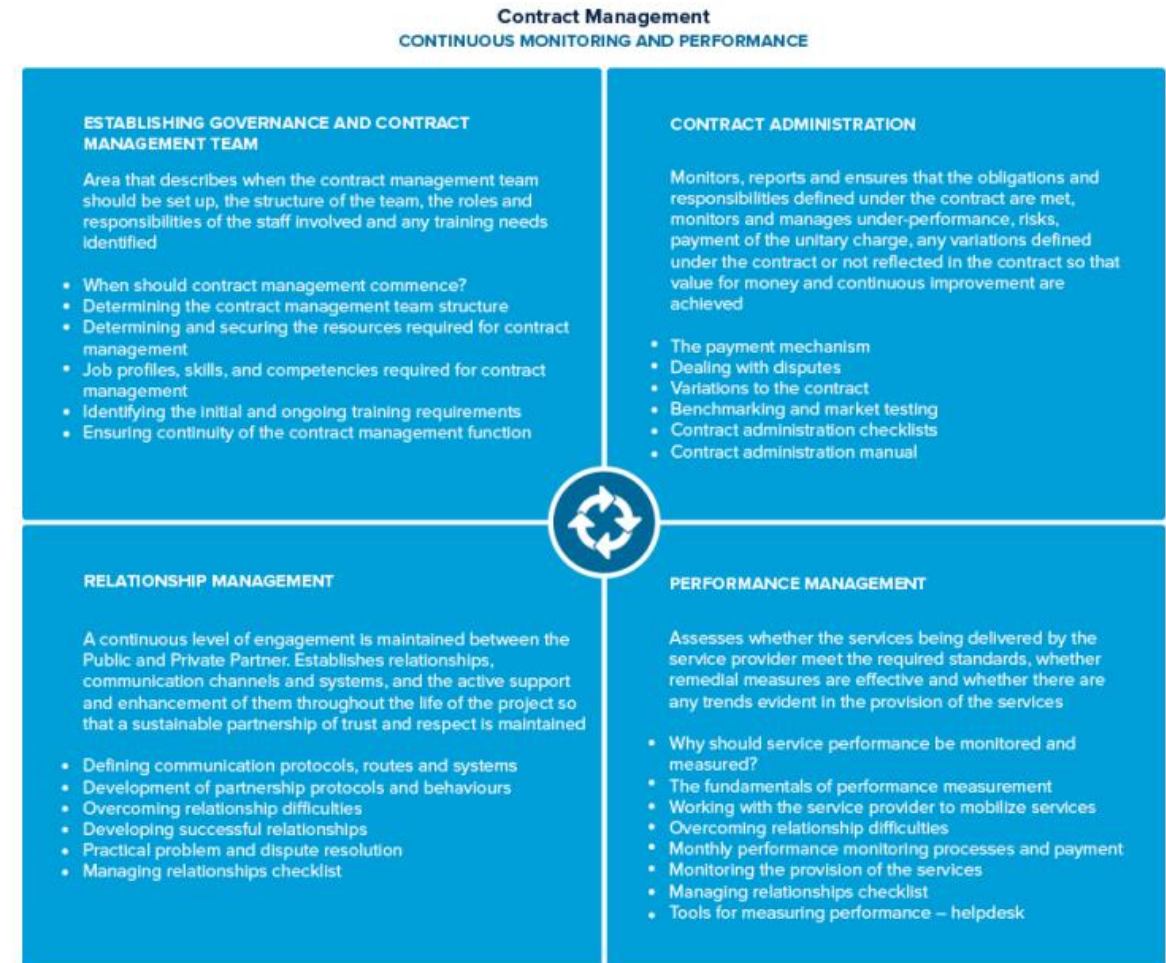 Contract Management
CONTINUOUS MONITORING AND PERFORMANCE
ESTABLISHING GOVERNANCE AND CONTRACT
MANAGEMENT TEAM
Area that describes when the contract management team
should be set up, the structure of the team, the roles and
responsibilities of the staff involved and any training needs
identified
• When should contract management commence?
• Determining the contract management team structure
• Determining and securing the resources required for contract
management
• Job profiles, skills, and competencies required for contract
management
• Identifying the initial and ongoing training requirements
• Ensuring continuity of the contract management function
CONTRACT ADMINISTRATION
Monitors, reports and ensures that the obligations and
responsibilities defined under the contract are met,
monitors and manages under-performance, risks,
payment of the unitary charge, any variations defined
under the contract or not reflected in the contract so that
value for money and continuous improvement are
achieved
• The payment mechanism
• Dealing with disputes
• Variations to the contract
• Benchmarking and market testing
• Contract administration checklists
• Contract administration manual
RELATIONSHIP MANAGEMENT
A continuous level of engagement is maintained between the
Public and Private Partner. Establishes relationships,
communication channels and systems, and the active support
and enhancement of them throughout the life of the project so
that a sustainable partnership of trust and respect is maintained
• Defining communication protocols, routes and systems
• Development of partnership protocols and behaviours
• Overcoming relationship difficulties
• Developing successful relationships
• Practical problem and dispute resolution
• Managing relationships checklist
PERFORMANCE MANAGEMENT
Assesses whether the services being delivered by the
service provider meet the required standards, whether
remedial measures are effective and whether there are
any trends evident in the provision of the services
• Why should service performance be monitored and
measured?
• The fundamentals of performance measurement
• Working with the service provider to mobilize services
• Overcoming relationship difficulties
• Monthly performance monitoring processes and payment
• Monitoring the provision of the services
• Managing relationships checklist
• Tools for measuring performance – helpdesk